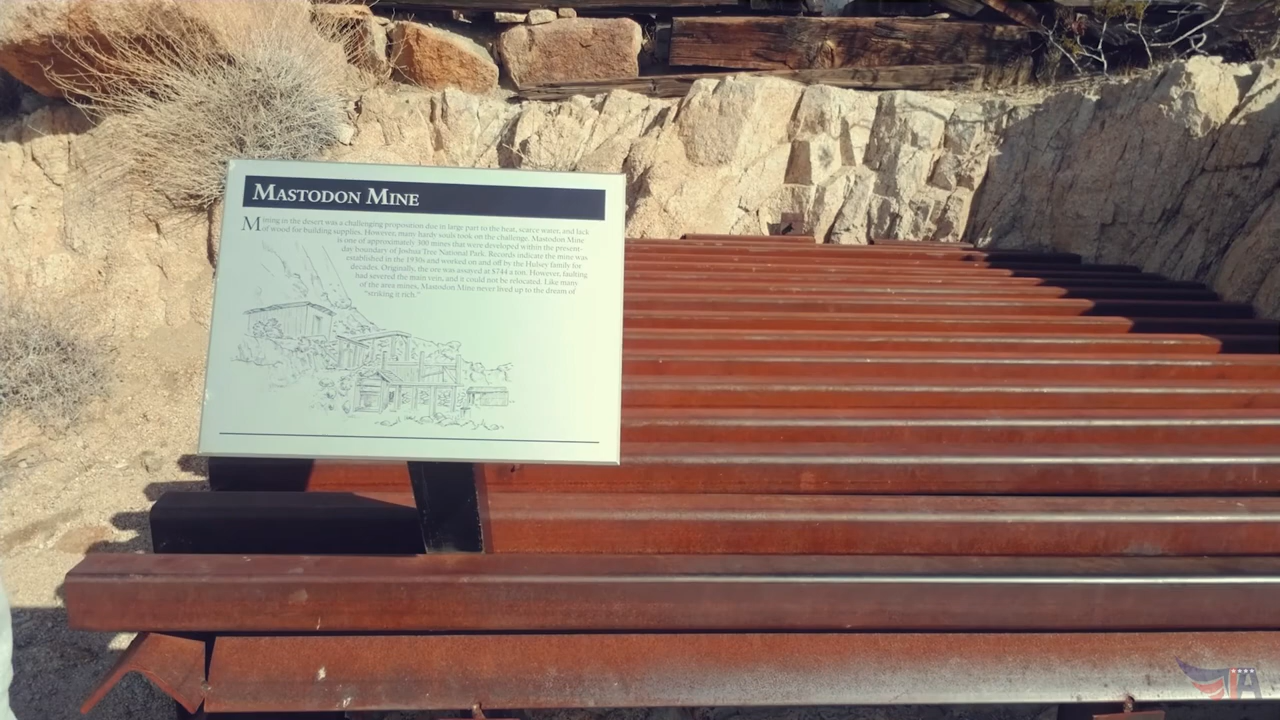 MASTODON MINE
Mining in the desert was a challenging proposition due in large part to the heat, scarce water, and lack
of wood for building supplies. However, many hardy souls took on the challenge. Mastodon Mine
is one of approximately 300 mines that were developed within the present-
day boundary of Joshua Tree National Park. Records indicate the mine was
established in the 1930s and worked on and off by the Hulsey family for
decades. Originally, the ore was assayed at $744 a ton. However, faulting
had severed the main vein, and it could not be relocated. Like many
of the area mines, Mastodon Mine never lived up to the dream of
"striking it rich."